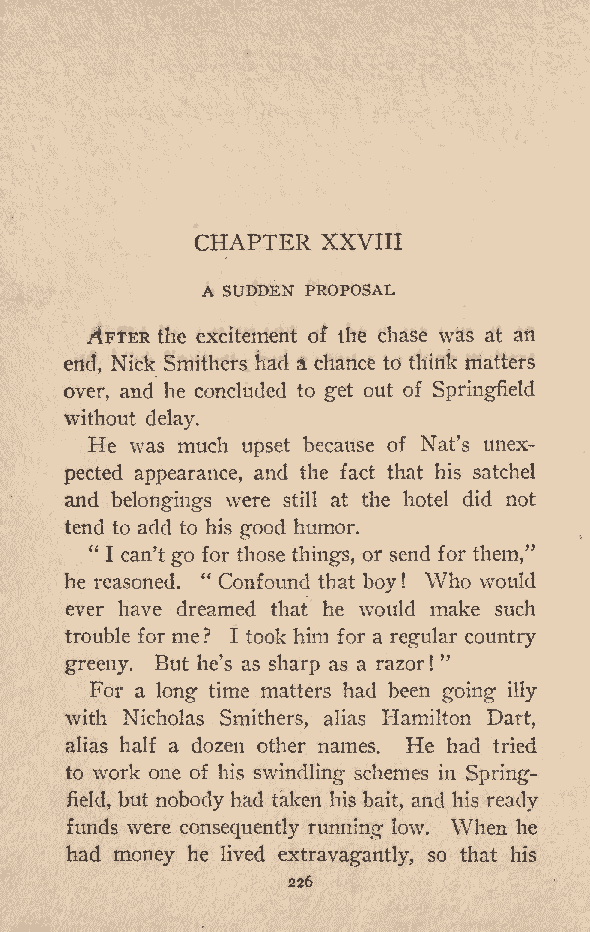 CHAPTER XXVIII
A SUDDEN PROPOSAL
AFTER the excitement of the chase was at an
end, Nick Smithers had a chance to think matters
over, and he concluded to get out of Springfield
without delay.
He was much upset because of Nat's unex-
pected appearance, and the fact that his satchel
and belongings were still at the hotel did not
tend to add to his good humor.
“ I can't go for those things, or send for them,”
he reasoned. “ Confound that boy! Who would
ever have dreamed that he would make such
trouble for me? I took him for a regular country
greeny. But he's as sharp as a razor! ”
For a long time matters had been going illy
with Nicholas Smithers, alias Hamilton Dart,
alias half a dozen other names. He had tried
to work one of his swindling schemes in Spring-
field, but nobody had taken his bait, and his ready
funds were consequently running low. When he
had money he lived extravagantly, so that his
226